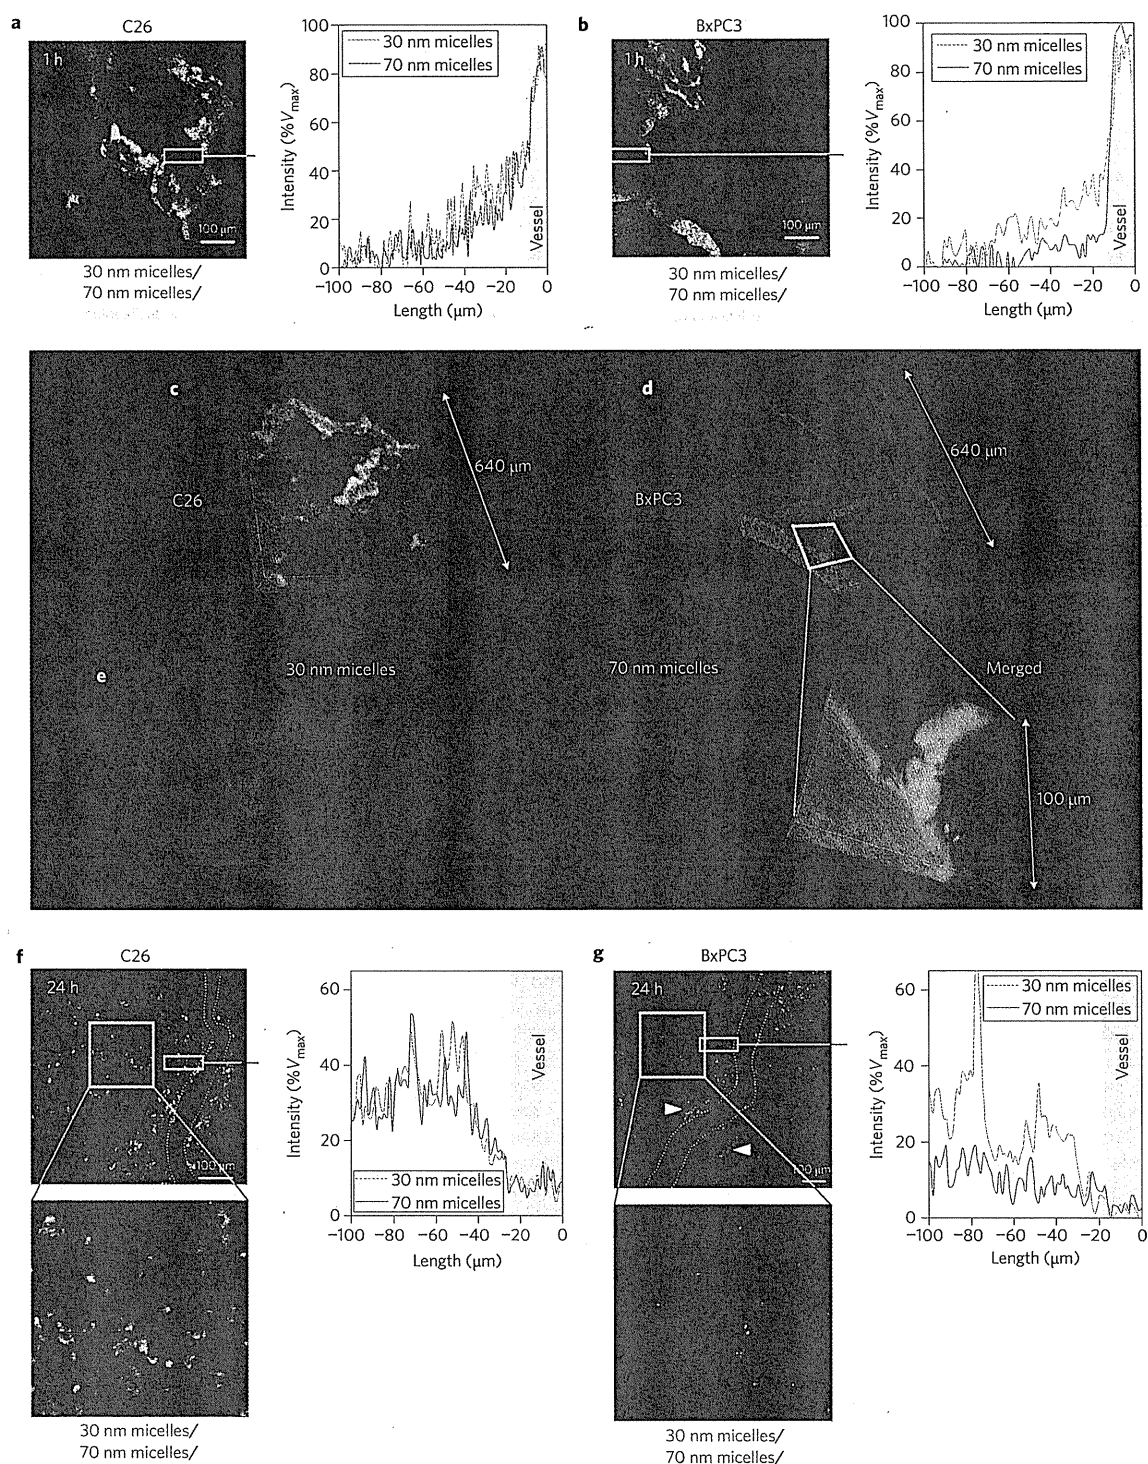 a
C26
1 h
100 μm
30 nm micelles/
70 nm micelles/
30 nm micelles
70 nm micelles
Intensity (%Vmax)
100
80
60
40
20
0
Vessel
−100 −80 −60 −40 −20 0
Length (μm)
b
BxPC3
1 h
100 μm
30 nm micelles/
70 nm micelles/
30 nm micelles
70 nm micelles
Intensity (%Vmax)
100
80
60
40
20
0
Vessel
−100 −80 −60 −40 −20 0
Length (μm)
c
C26
640 μm
d
BxPC3
640 μm
e
30 nm micelles
70 nm micelles
Merged
100 μm
f
C26
24 h
100 μm
30 nm micelles/
70 nm micelles/
Intensity (%Vmax)
60
40
20
0
Vessel
30 nm micelles
70 nm micelles
−100 −80 −60 −40 −20 0
Length (μm)
g
BxPC3
24 h
100 μm
30 nm micelles/
70 nm micelles/
30 nm micelles
70 nm micelles
Intensity (%Vmax)
60
40
20
0
Vessel
−100 −80 −60 −40 −20 0
Length (μm)